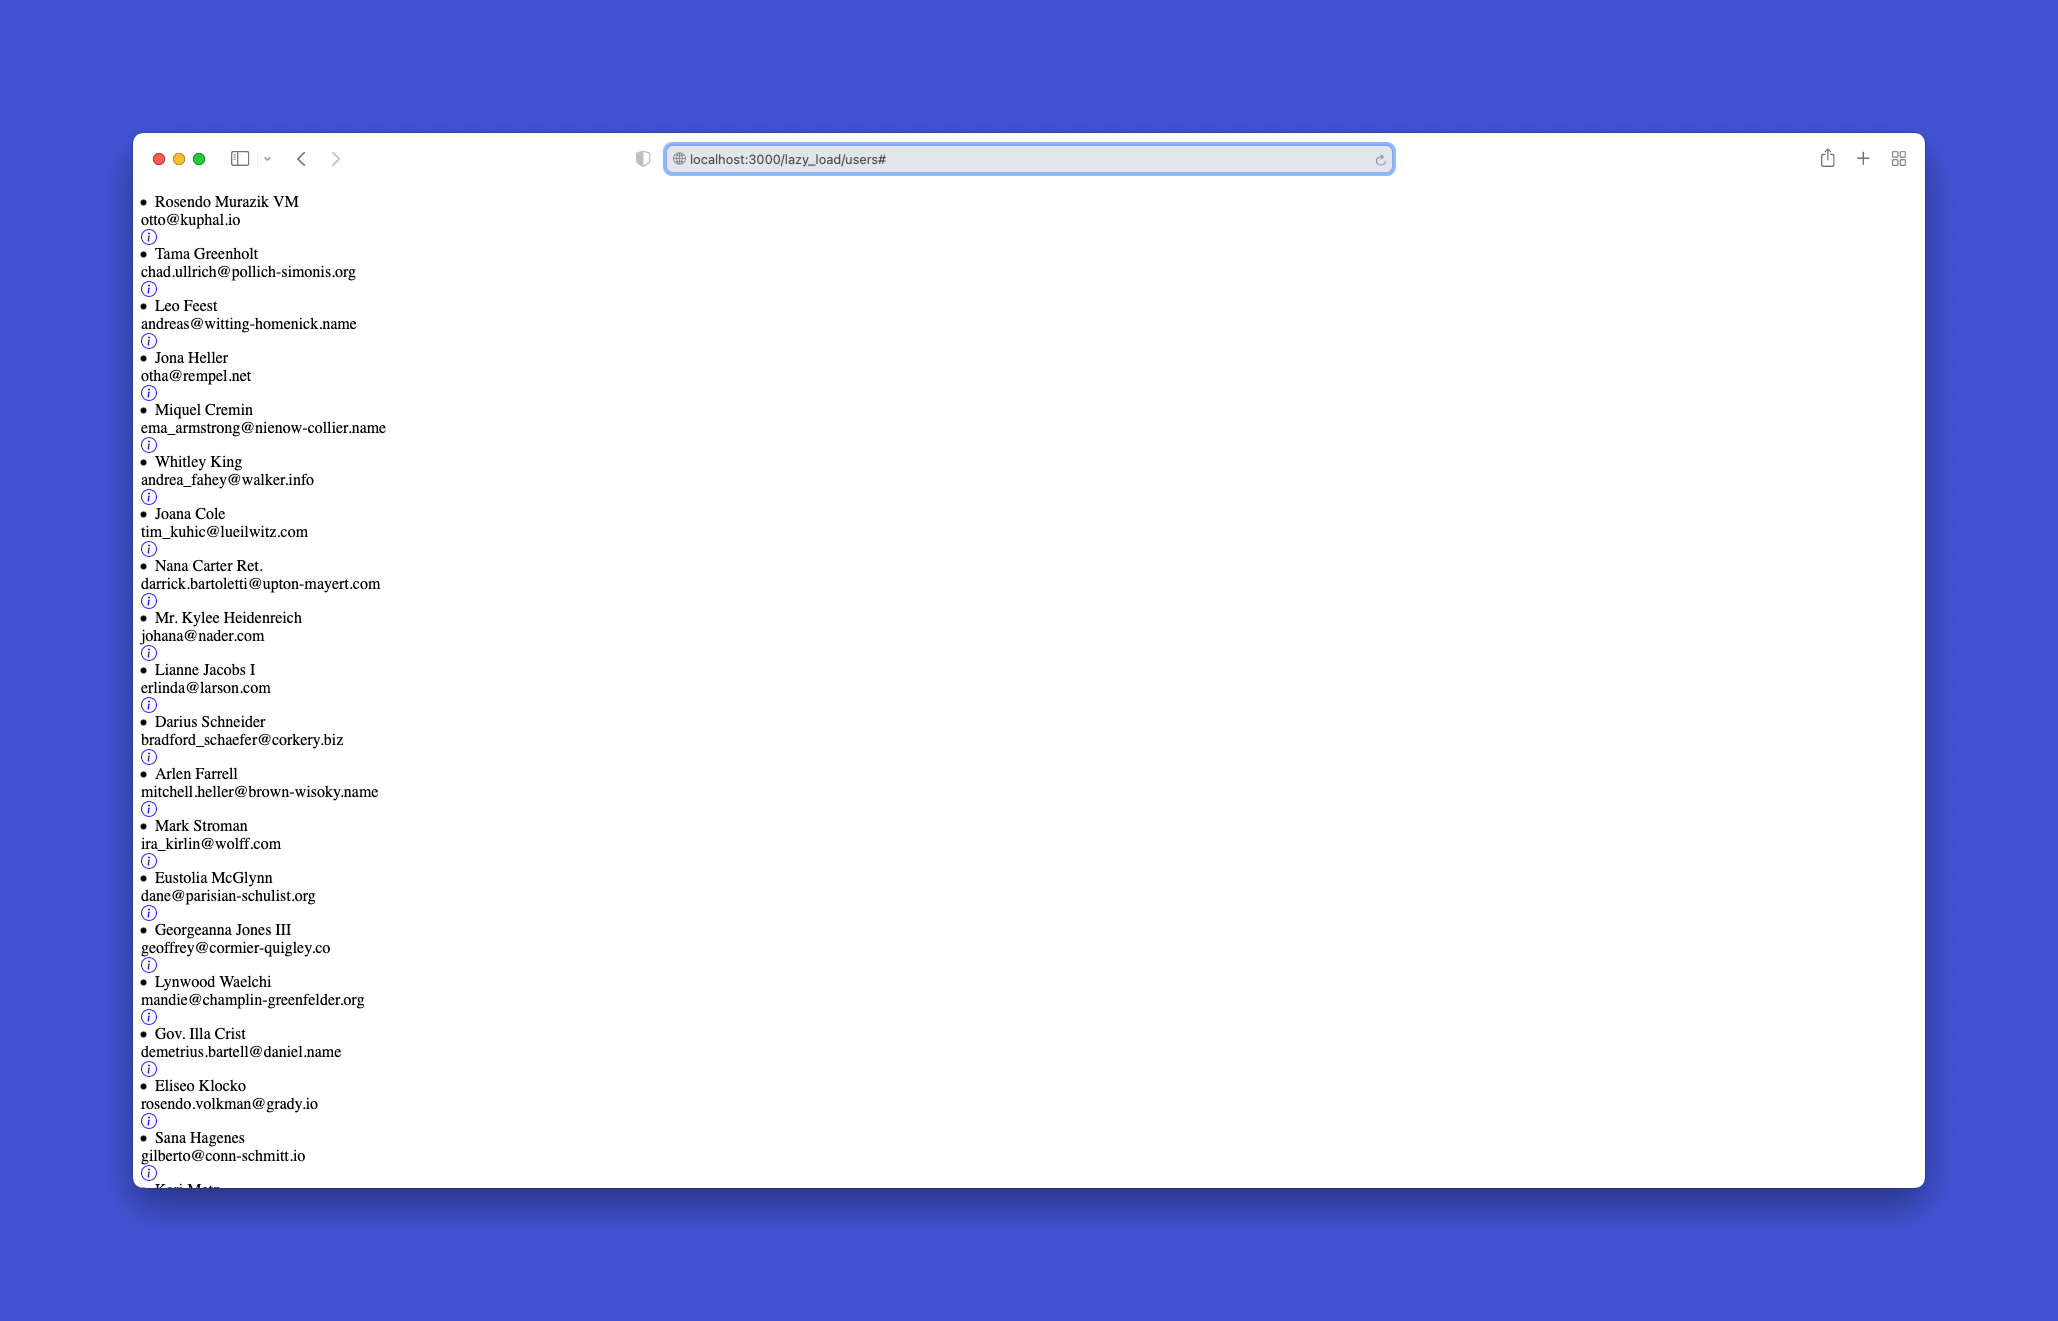 localhost:3000/lazy_load/users#
• Rosendo Murazik VM
otto@kuphal.io
i
• Tama Greenholt
chad.ullrich@pollich-simonis.org
i
• Leo Feest
andreas@witting-homenick.name
i
• Jona Heller
otha@rempel.net
i
• Miquel Cremin
ema_armstrong@nienow-collier.name
i
• Whitley King
andrea_fahey@walker.info
i
• Joana Cole
tim_kuhic@lueilwitz.com
i
• Nana Carter Ret.
darrick.bartoletti@upton-mayert.com
i
• Mr. Kylee Heidenreich
johana@nader.com
i
• Lianne Jacobs I
erlinda@larson.com
i
• Darius Schneider
bradford_schaefer@corkery.biz
i
• Arlen Farrell
mitchell.heller@brown-wisoky.name
i
• Mark Stroman
ira_kirlin@wolff.com
i
• Eustolia McGlynn
dane@parisian-schulist.org
i
• Georgeanna Jones III
geoffrey@cormier-quigley.co
i
• Lynwood Waelchi
mandie@champlin-greenfelder.org
i
• Gov. Illa Crist
demetrius.bartell@daniel.name
i
• Eliseo Klocko
rosendo.volkman@grady.io
i
• Sana Hagenes
gilberto@conn-schmitt.io
i